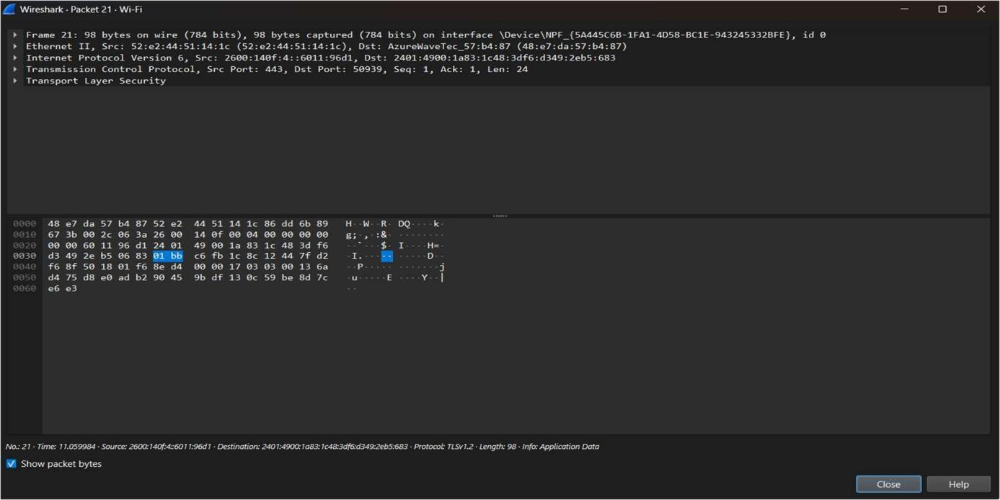 Wireshark · Packet 21 · Wi-Fi
Frame 21: 98 bytes on wire (784 bits), 98 bytes captured (784 bits) on interface \Device\NPF_{5A445C6B-1FA1-4D58-BC1E-943245332BFE}, id 0
Ethernet II, Src: 52:e2:44:51:14:1c (52:e2:44:51:14:1c), Dst: AzureWaveTec_57:b4:87 (48:e7:da:57:b4:87)
Internet Protocol Version 6, Src: 2600:140f:4::6011:96d1, Dst: 2401:4900:1a83:1c48:3df6:d349:2eb5:683
Transmission Control Protocol, Src Port: 443, Dst Port: 50939, Seq: 1, Ack: 1, Len: 24
Transport Layer Security
0000 48 e7 da 57 b4 87 52 e2 44 51 14 1c 86 dd 6b 89 H··W··R· DQ····k·
0010 67 3b 00 2c 06 3a 26 00 14 0f 00 04 00 00 00 00 g;·,·:&· ········
0020 00 00 60 11 96 d1 24 01 49 00 1a 83 1c 48 3d f6 ··`···$· I····H=·
0030 d3 49 2e b5 06 83 01 bb c6 fb 1c 8c 12 44 7f d2 ·I.····· ·····D··
0040 f6 8f 50 18 01 f6 8e d4 00 00 17 03 03 00 13 6a ··P····· ·······j
0050 d4 75 d8 e0 ad b2 90 45 9b df 13 0c 59 be 8d 7c ·u·····E ····Y··|
0060 e6 e3 ··
No.: 21 · Time: 11.059984 · Source: 2600:140f:4::6011:96d1 · Destination: 2401:4900:1a83:1c48:3df6:d349:2eb5:683 · Protocol: TLSv1.2 · Length: 98 · Info: Application Data
Show packet bytes
Close Help